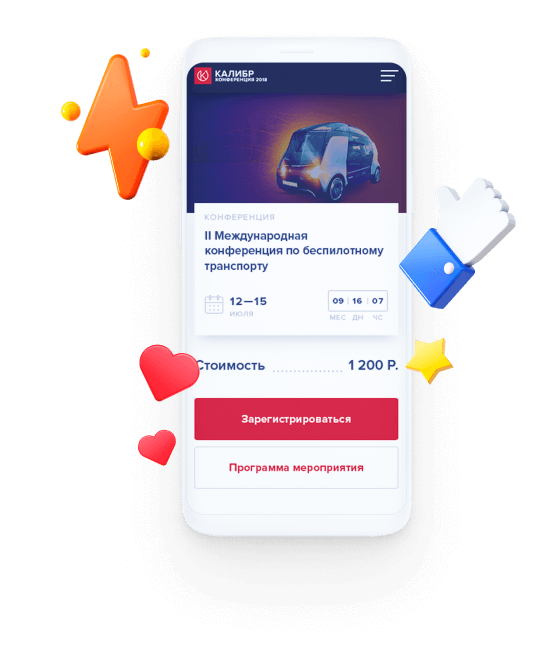 КАЛИБР
КОНФЕРЕНЦИЯ 2018
КОНФЕРЕНЦИЯ
II Международная
конференция по беспилотному
транспорту
12—15
ИЮЛЯ
09 16 07
МЕС ДН ЧС
Стоимость ........................ 1 200 Р.
Зарегистрироваться
Программа мероприятия